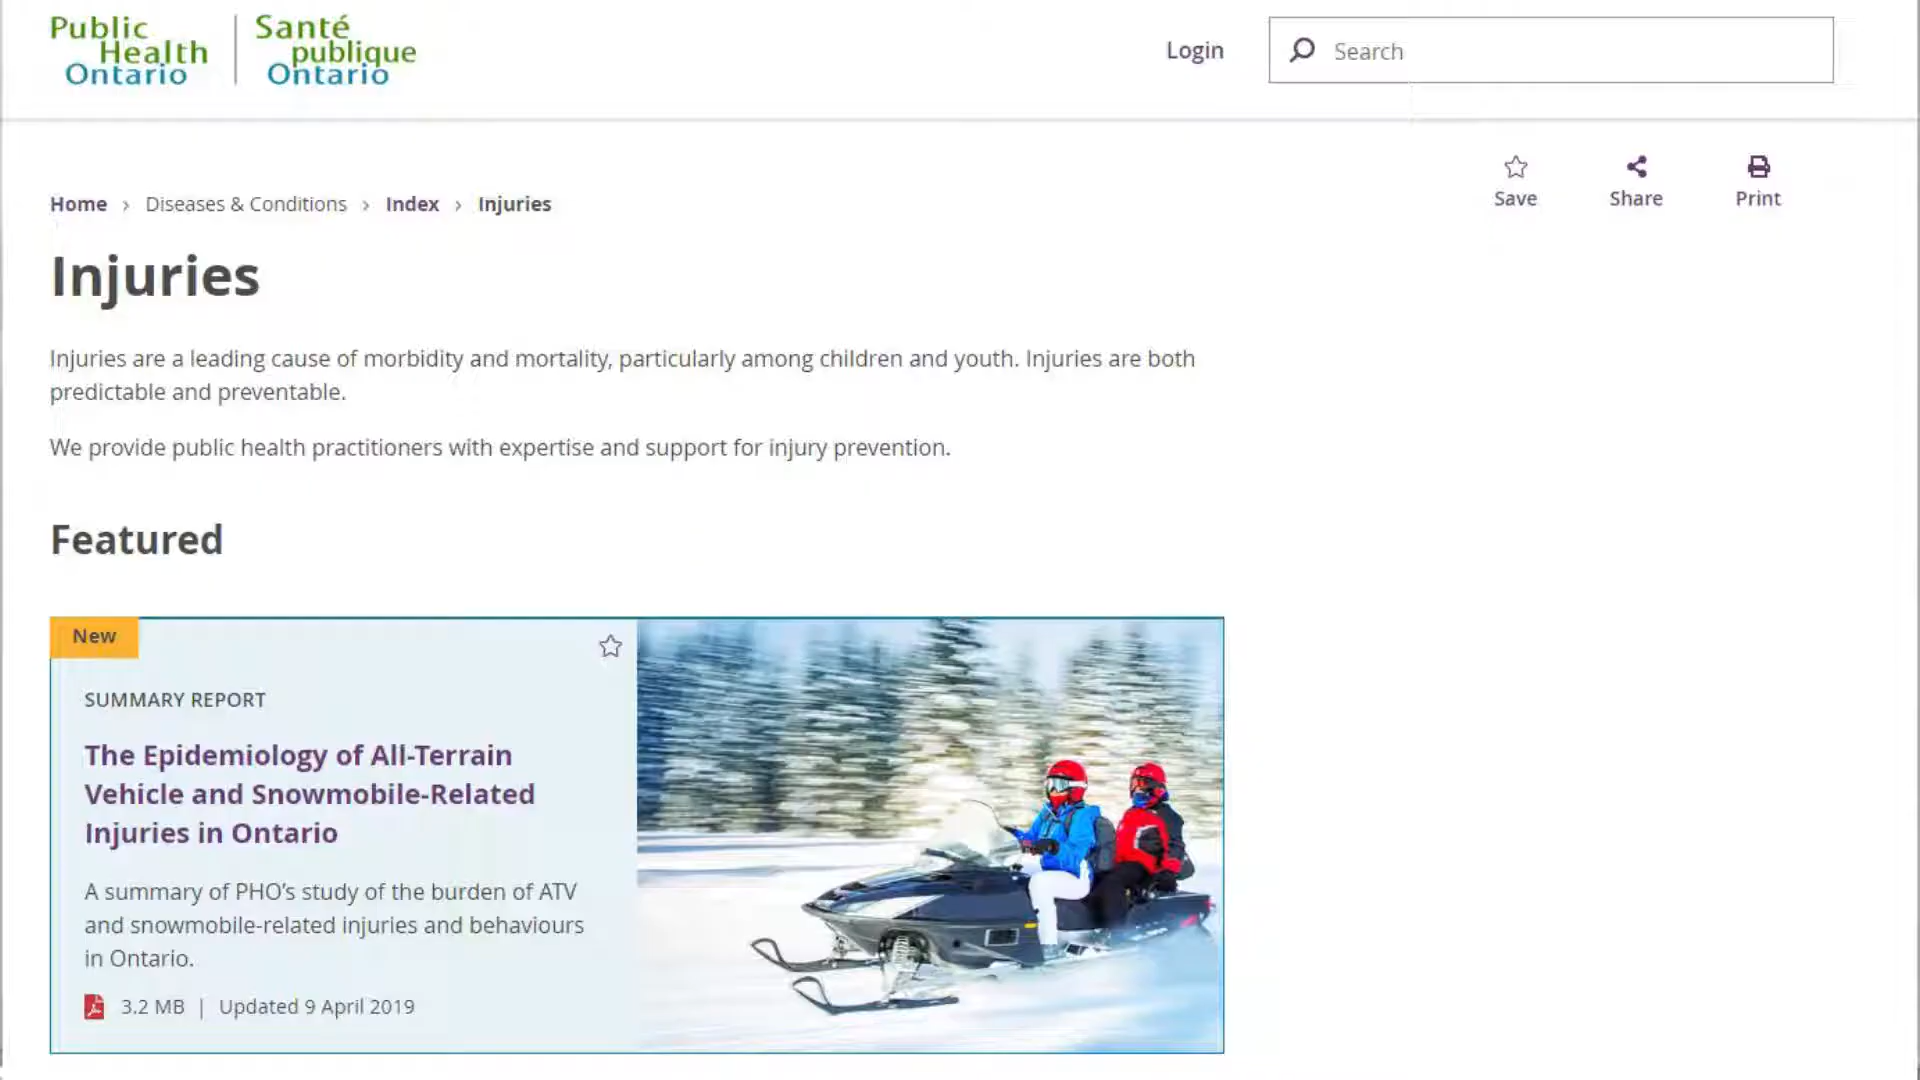 Public Health Ontario
Santé publique Ontario
Login
Search
Save
Share
Print
Home › Diseases & Conditions › Index › Injuries
Injuries
Injuries are a leading cause of morbidity and mortality, particularly among children and youth. Injuries are both
predictable and preventable.
We provide public health practitioners with expertise and support for injury prevention.
Featured
New
SUMMARY REPORT
The Epidemiology of All-Terrain
Vehicle and Snowmobile-Related
Injuries in Ontario
A summary of PHO’s study of the burden of ATV
and snowmobile-related injuries and behaviours
in Ontario.
3.2 MB | Updated 9 April 2019